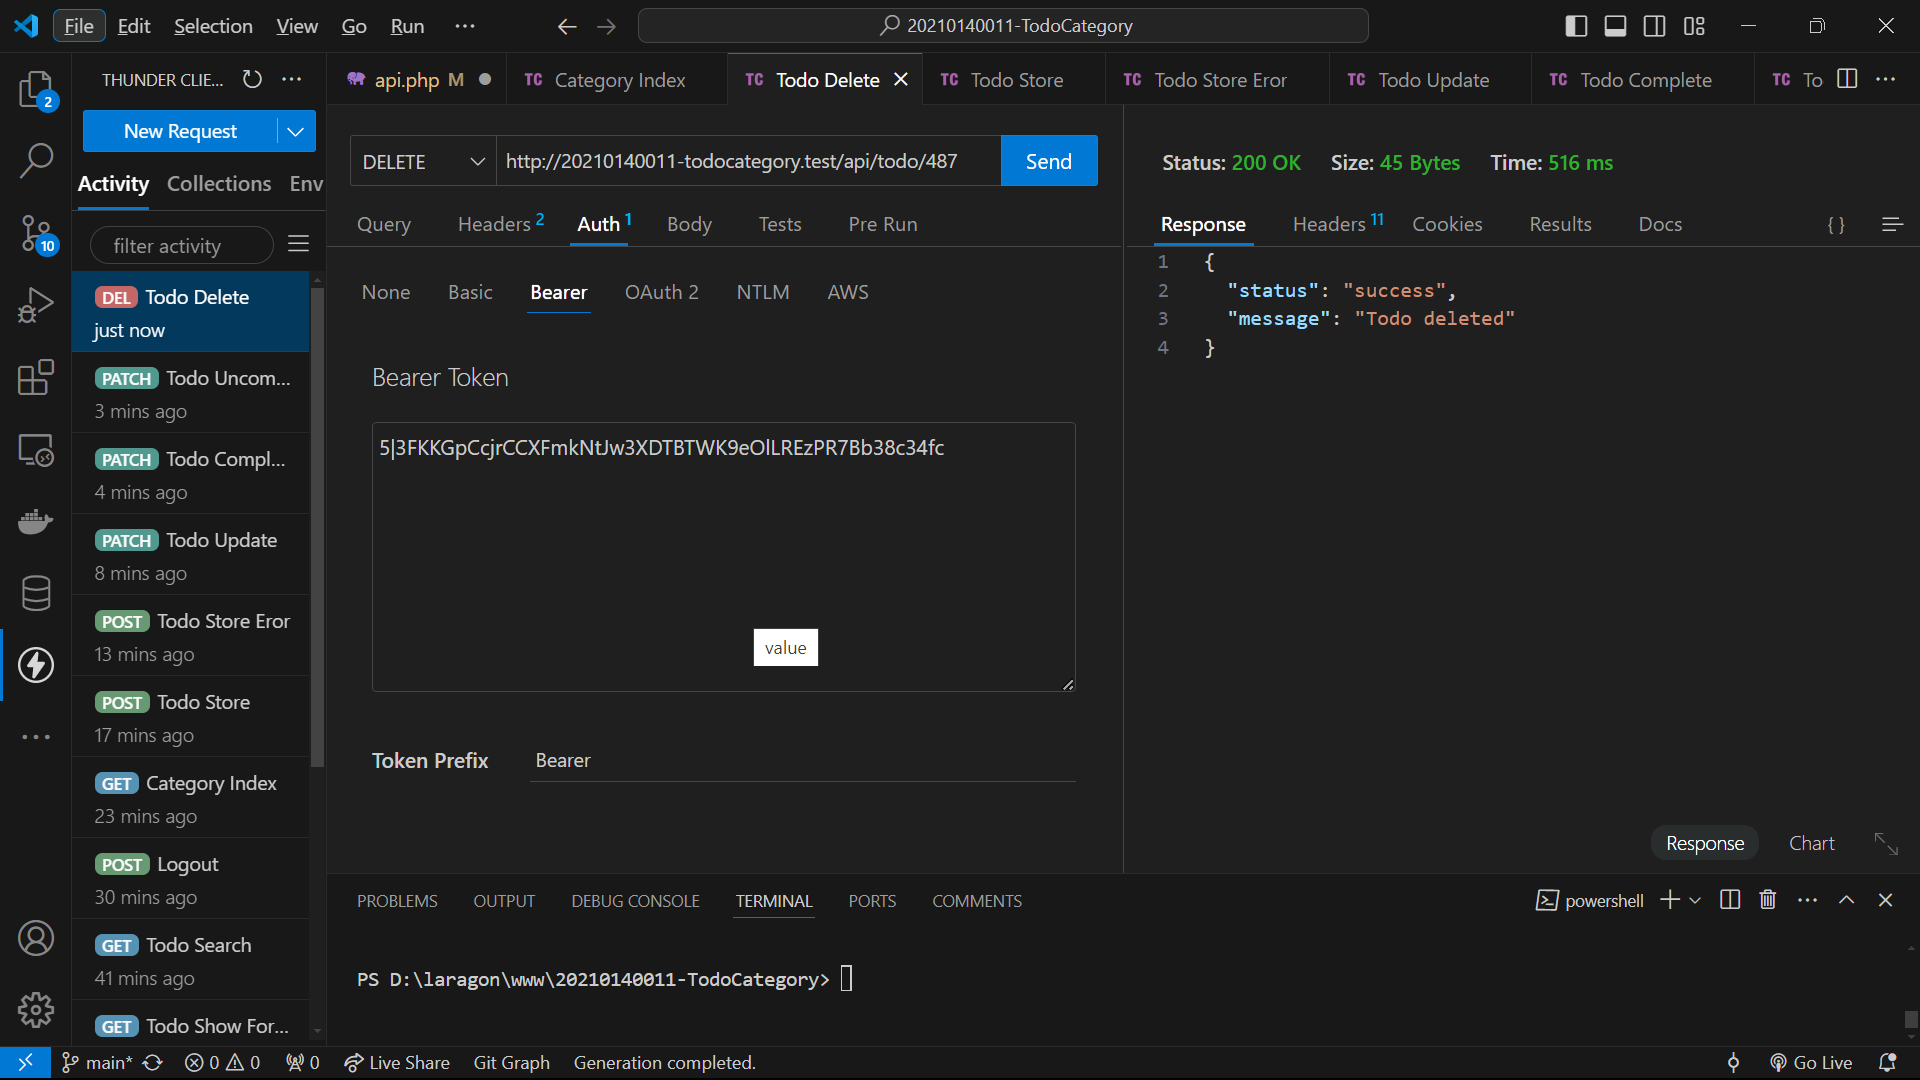 File Edit Selection View Go Run ···
20210140011-TodoCategory
THUNDER CLIE... ···
api.php M
TC Category Index
TC Todo Delete
TC Todo Store
TC Todo Store Eror
TC Todo Update
TC Todo Complete
TC To
2
10
New Request
Activity Collections Env
filter activity
DEL Todo Delete
just now
PATCH Todo Uncom...
3 mins ago
PATCH Todo Compl...
4 mins ago
PATCH Todo Update
8 mins ago
POST Todo Store Eror
13 mins ago
POST Todo Store
17 mins ago
GET Category Index
23 mins ago
POST Logout
30 mins ago
GET Todo Search
41 mins ago
GET Todo Show For...
DELETE http://20210140011-todocategory.test/api/todo/487 Send
Query Headers 2 Auth 1 Body Tests Pre Run
None Basic Bearer OAuth 2 NTLM AWS
Bearer Token
5|3FKKGpCcjrCCXFmkNtJw3XDTBTWK9eOlLREzPR7Bb38c34fc
value
Token Prefix Bearer
Status: 200 OK Size: 45 Bytes Time: 516 ms
Response Headers 11 Cookies Results Docs { }
1 {
2 "status": "success",
3 "message": "Todo deleted"
4 }
Response Chart
PROBLEMS OUTPUT DEBUG CONSOLE TERMINAL PORTS COMMENTS
powershell
PS D:\laragon\www\20210140011-TodoCategory>
main* 0 0 0 Live Share Git Graph Generation completed. Go Live